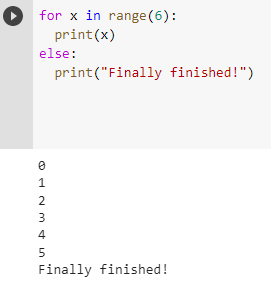 for x in range(6):
  print(x)
else:
  print("Finally finished!")
0
1
2
3
4
5
Finally finished!